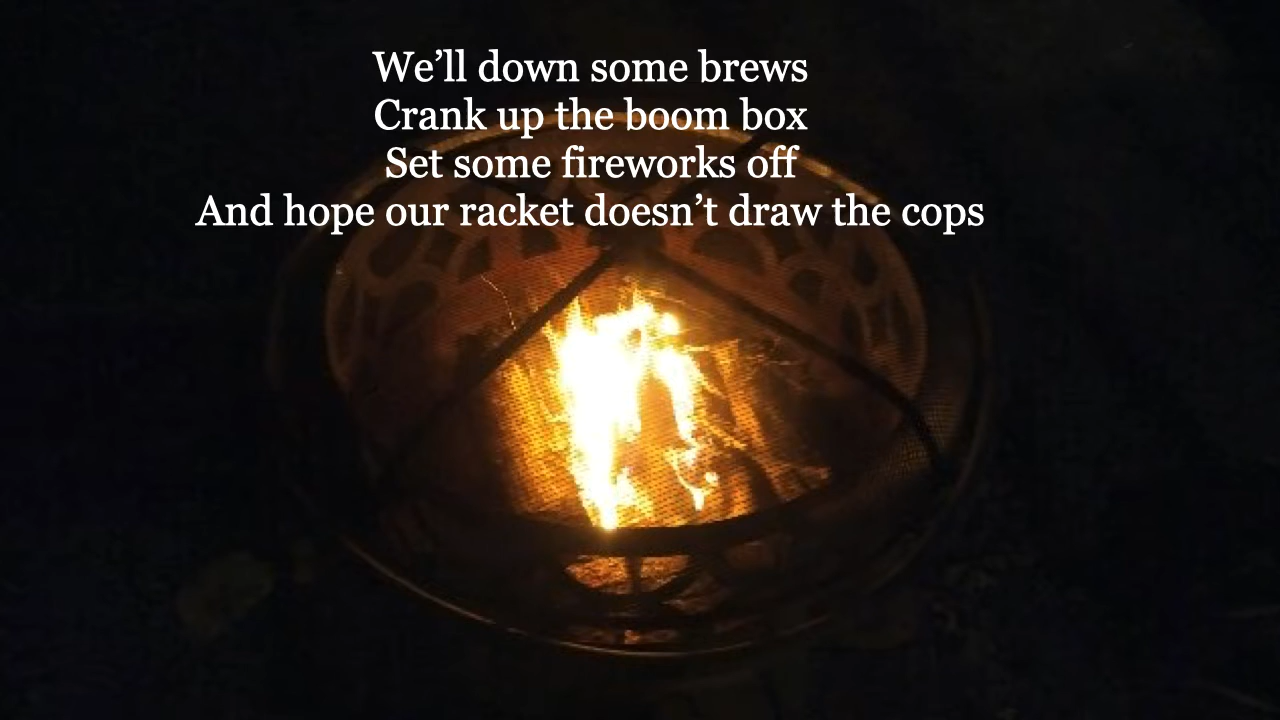 We’ll down some brews
Crank up the boom box
Set some fireworks off
And hope our racket doesn’t draw the cops